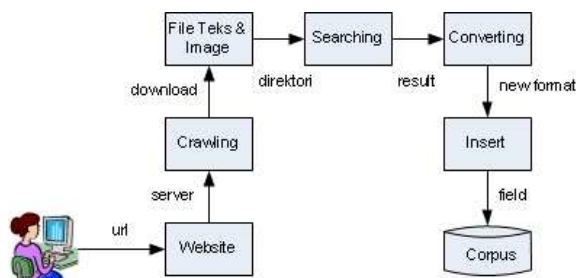 File Teks &
Image
Searching
Converting
download
direktori
result
new format
Crawling
Insert
server
field
url
Website
Corpus